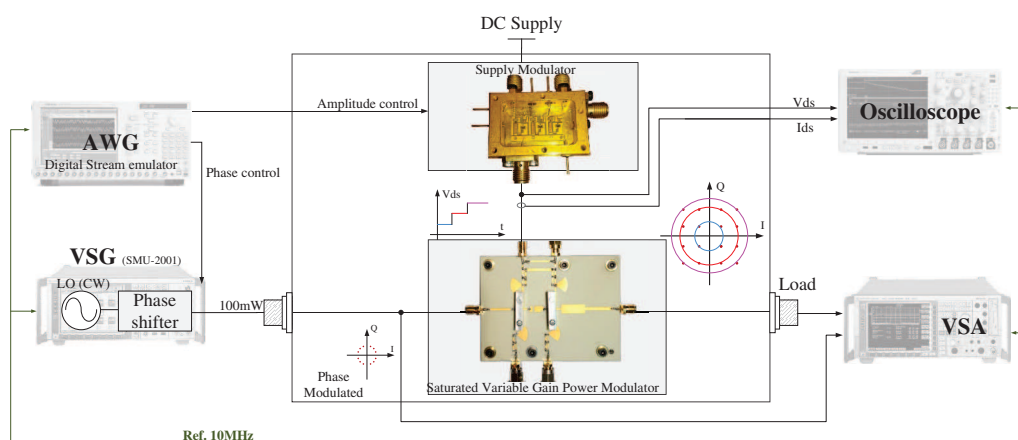 DC Supply
Supply Modulator
AWG
Digital Stream emulator
Amplitude control
Phase control
Vds
Ids
Oscilloscope
Vds
t
Q
I
VSG (SMU-2001)
LO (CW)
Phase
shifter
100mW
Load
VSA
Q
I
Phase
Modulated
Saturated Variable Gain Power Modulator
Ref. 10MHz